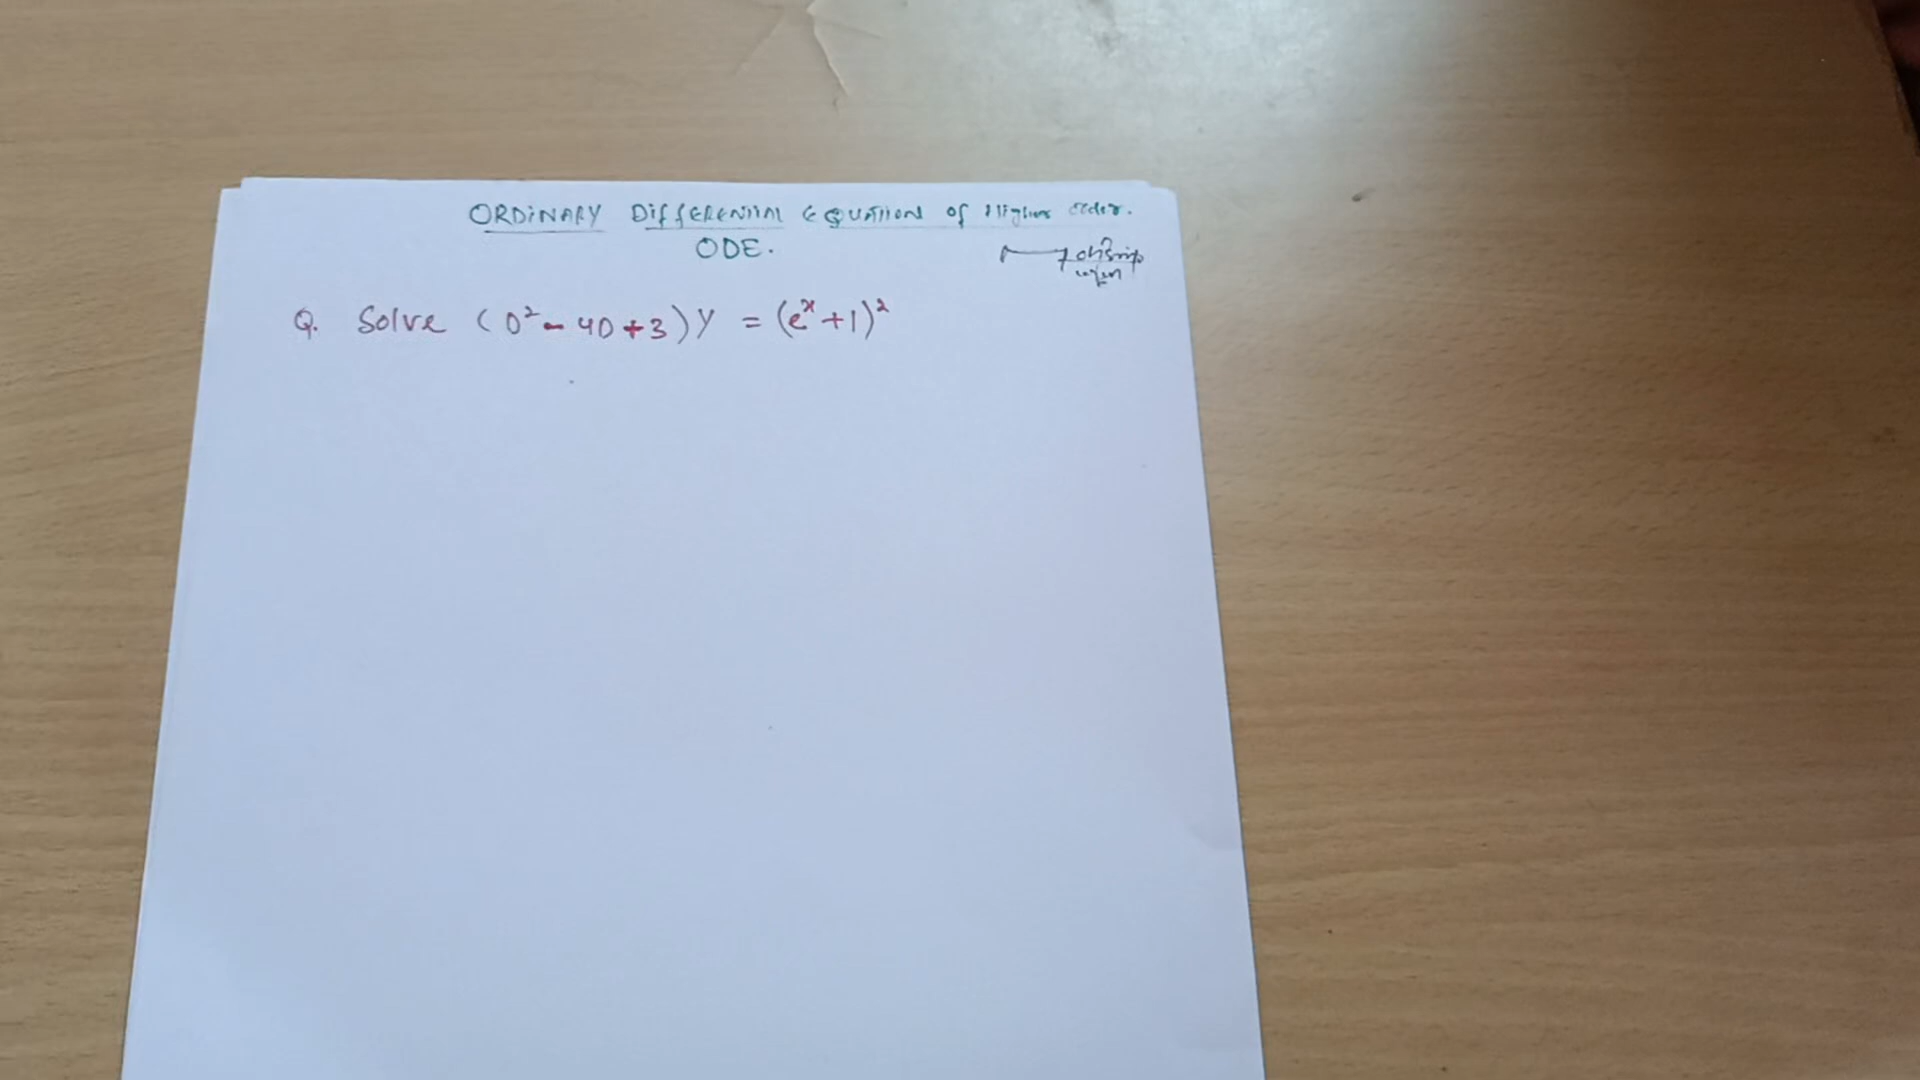 ORDINARY DIFFERENTIAL EQUATIONS OF Higher order.
ODE.
Q. Solve (D² - 4D + 3) y = (eˣ + 1)²